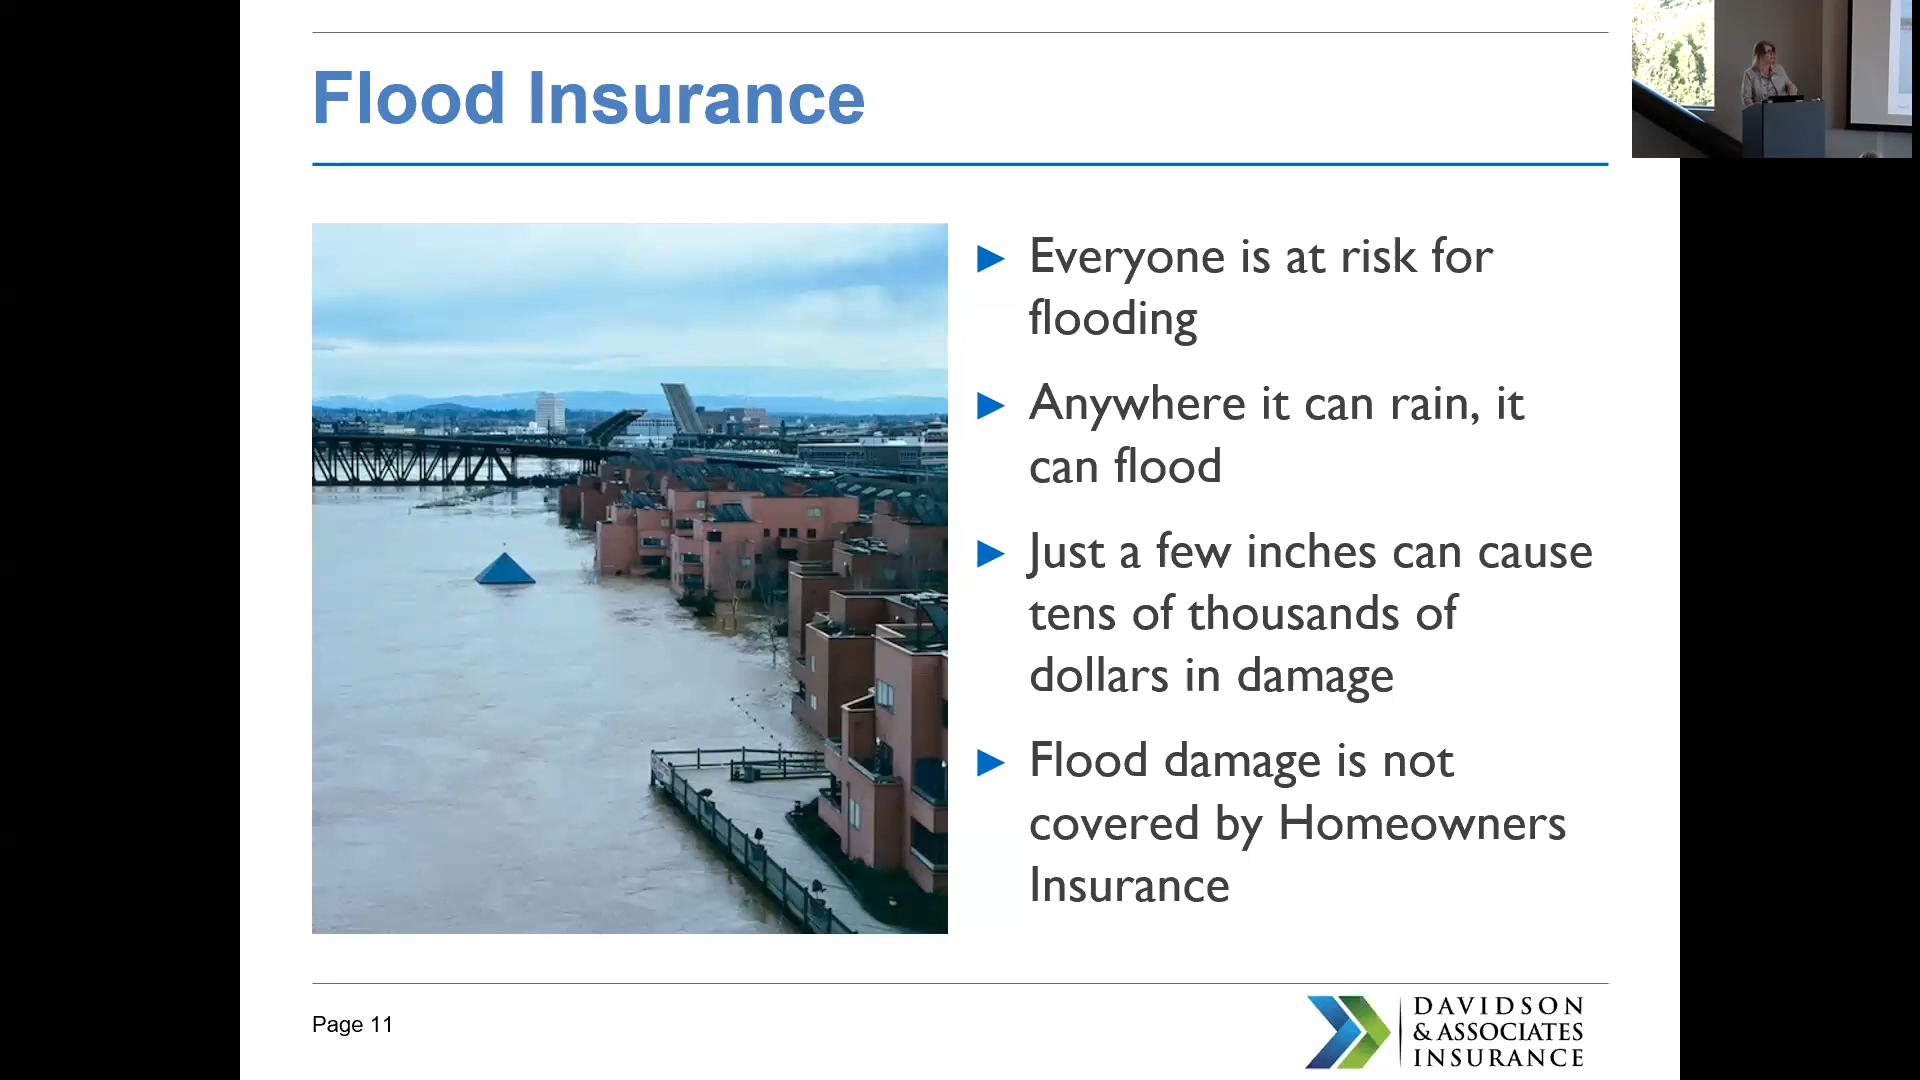 Flood Insurance
Everyone is at risk for
flooding
Anywhere it can rain, it
can flood
Just a few inches can cause
tens of thousands of
dollars in damage
Flood damage is not
covered by Homeowners
Insurance
Page 11
DAVIDSON
& ASSOCIATES
INSURANCE